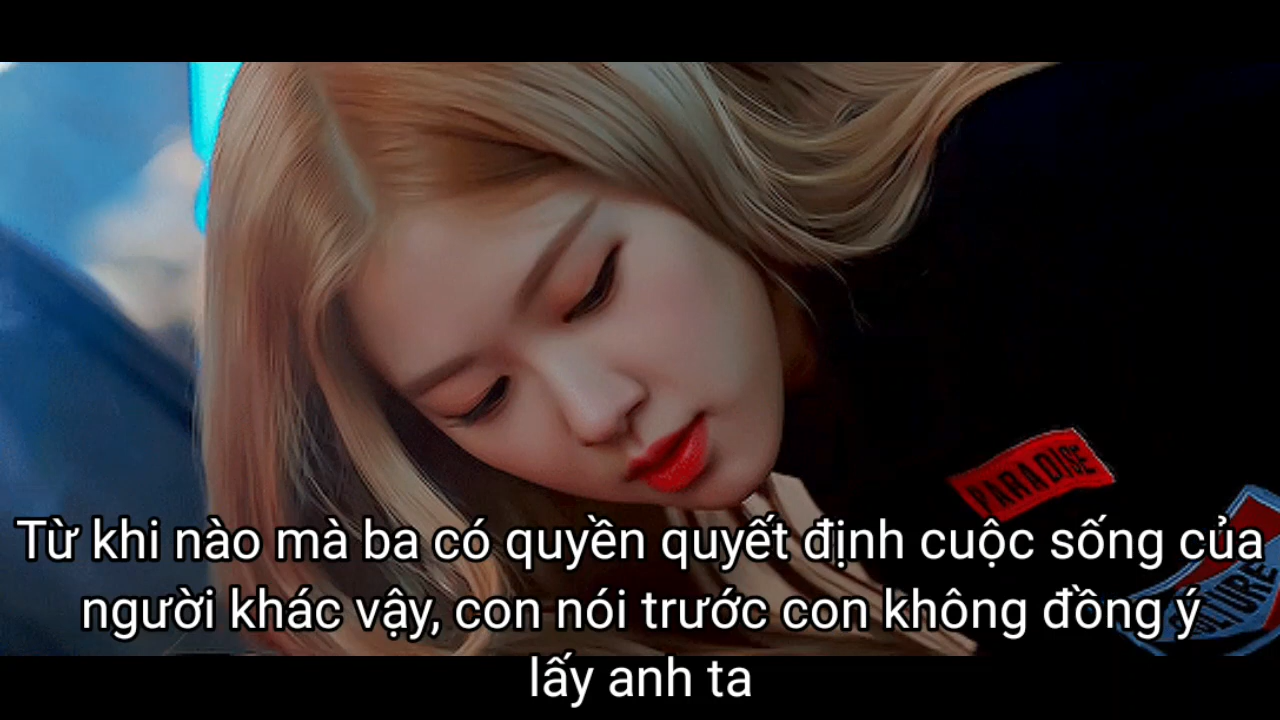 PARADISE
Từ khi nào mà ba có quyền quyết định cuộc sống của
người khác vậy, con nói trước con không đồng ý
lấy anh ta